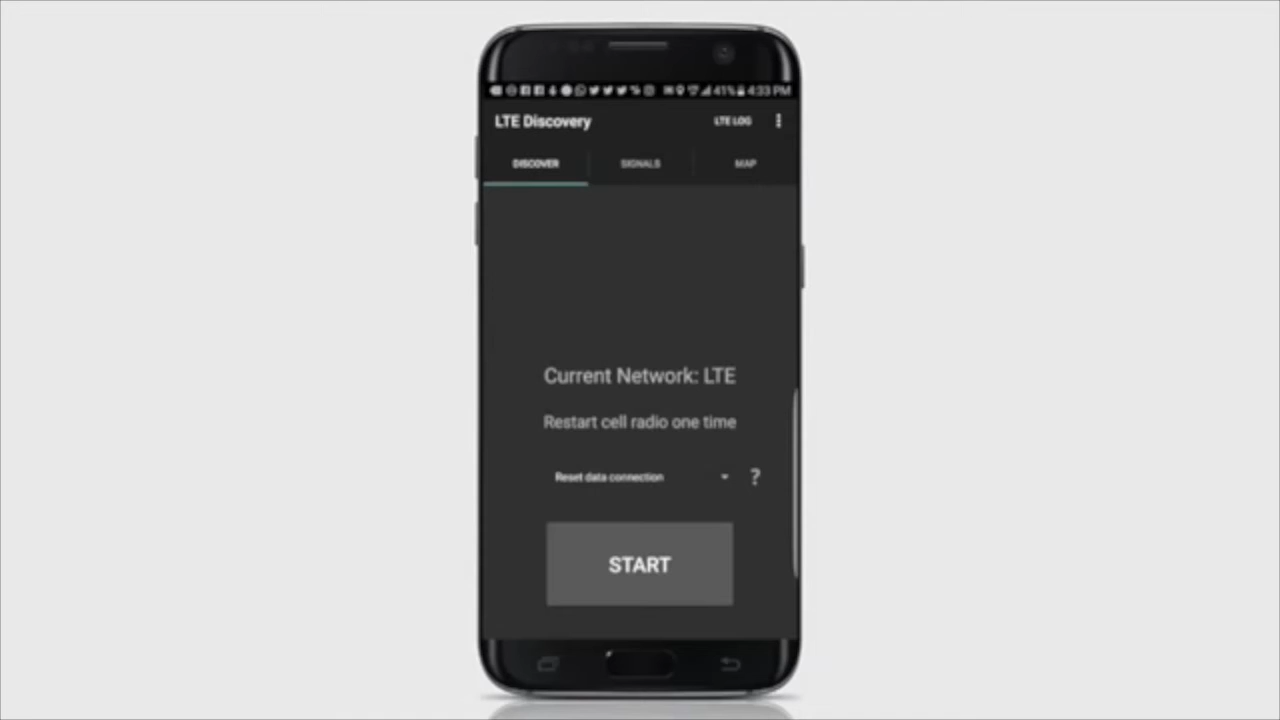 41% 4:33 PM
LTE Discovery LTE LOG
DISCOVER SIGNALS MAP
Current Network: LTE
Restart cell radio one time
Reset data connection ?
START